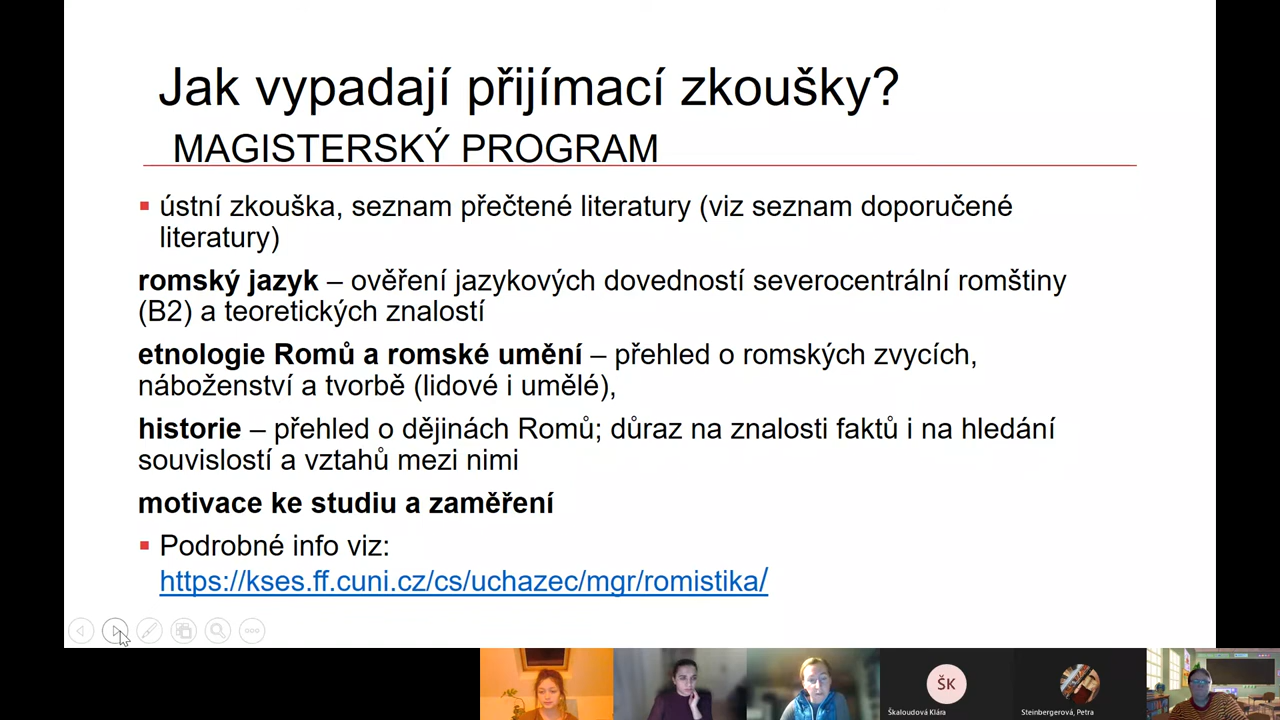 Jak vypadají přijímací zkoušky?
MAGISTERSKÝ PROGRAM
ústní zkouška, seznam přečtené literatury (viz seznam doporučené
literatury)
romský jazyk – ověření jazykových dovedností severocentrální romštiny
(B2) a teoretických znalostí
etnologie Romů a romské umění – přehled o romských zvycích,
náboženství a tvorbě (lidové i umělé),
historie – přehled o dějinách Romů; důraz na znalosti faktů i na hledání
souvislostí a vztahů mezi nimi
motivace ke studiu a zaměření
Podrobné info viz:
https://kses.ff.cuni.cz/cs/uchazec/mgr/romistika/
ŠK
Škaloudová Klára
Steinbergerová, Petra